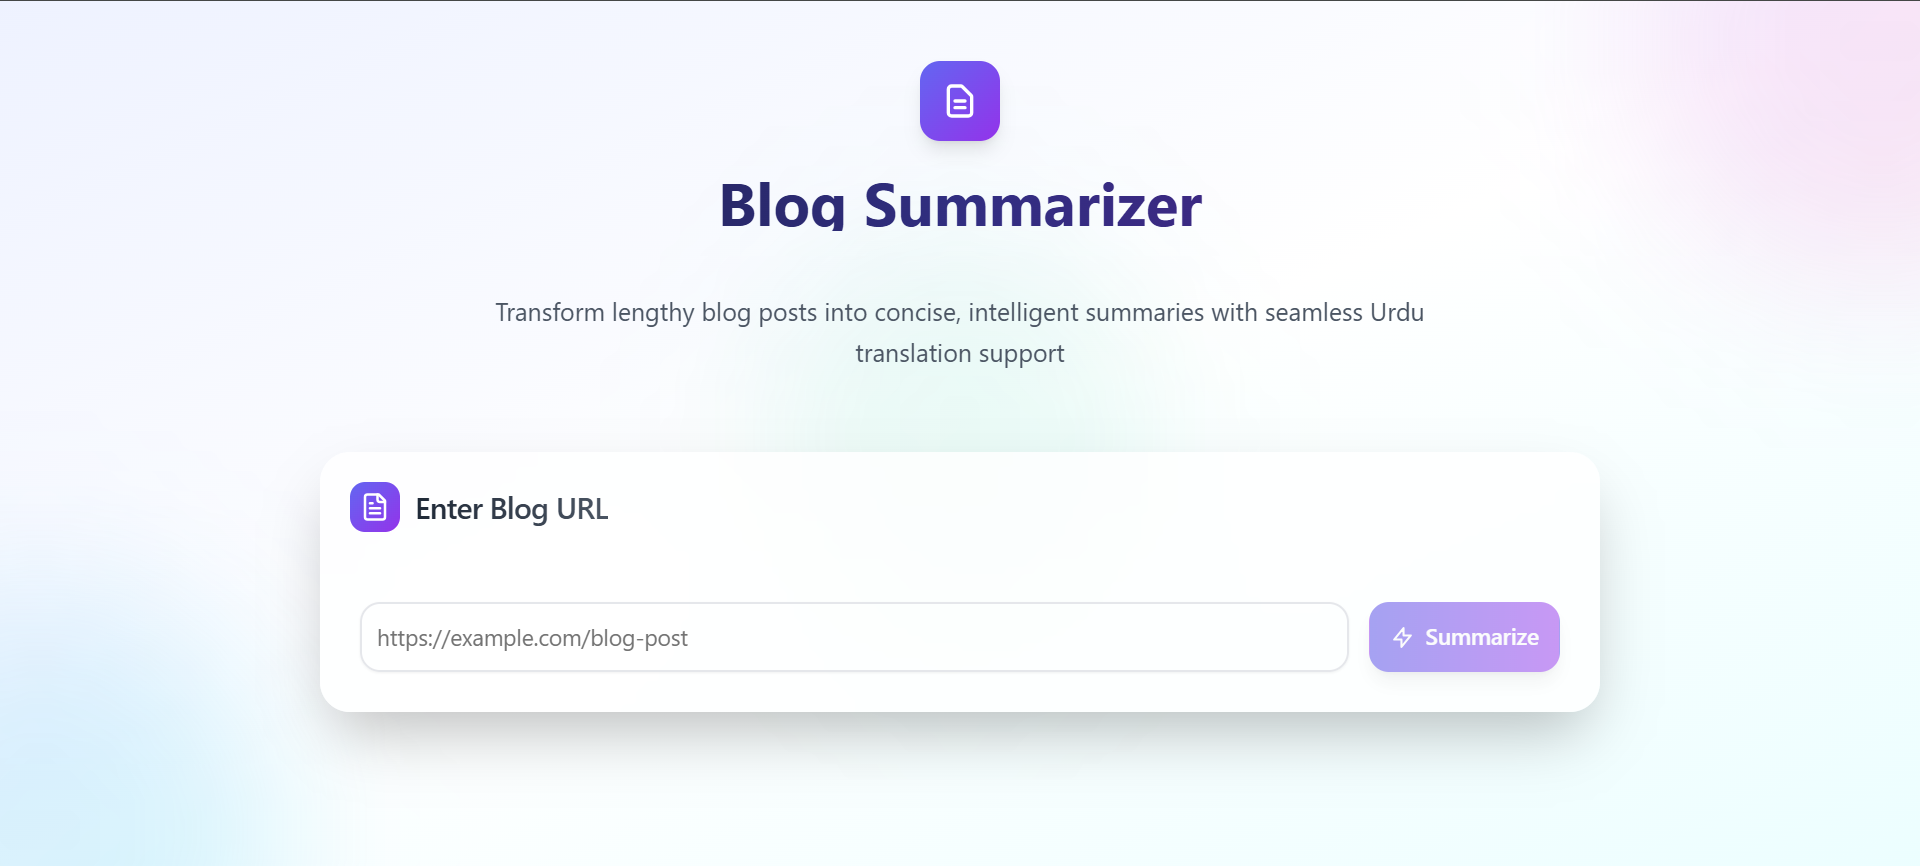 Blog Summarizer
Transform lengthy blog posts into concise, intelligent summaries with seamless Urdu
translation support
Enter Blog URL
https://example.com/blog-post
Summarize